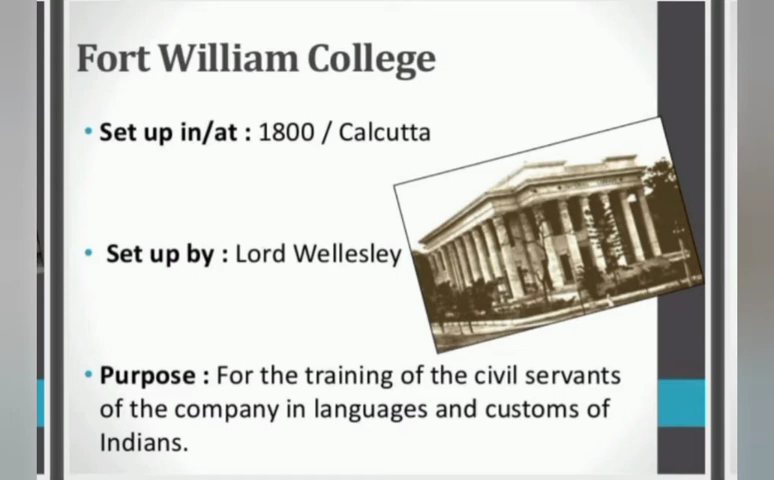 Fort William College
• Set up in/at : 1800 / Calcutta
• Set up by : Lord Wellesley
• Purpose : For the training of the civil servants
of the company in languages and customs of
Indians.